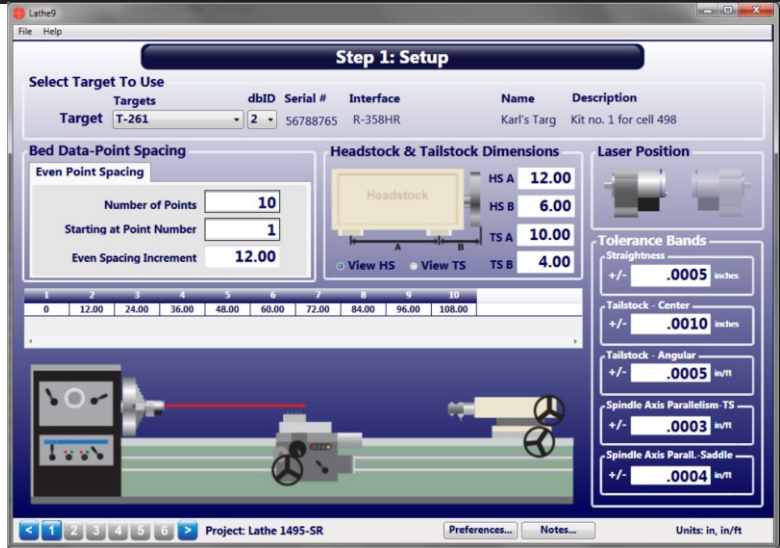 Lathe9
File Help
Step 1: Setup
Select Target To Use
Targets dbID Serial # Interface Name Description
Target T-261 2 56788765 R-358HR Karl's Targ Kit no. 1 for cell 498
Bed Data-Point Spacing
Even Point Spacing
Number of Points 10
Starting at Point Number 1
Even Spacing Increment 12.00
Headstock & Tailstock Dimensions
Headstock
A B
HS A 12.00
HS B 6.00
TS A 10.00
TS B 4.00
View HS View TS
Laser Position
Tolerance Bands
Straightness
+/- .0005 inches
Tailstock - Center
+/- .0010 inches
Tailstock - Angular
+/- .0005 in/ft
Spindle Axis Parallelism-TS
+/- .0003 in/ft
Spindle Axis Parall.-Saddle
+/- .0004 in/ft
1 2 3 4 5 6 7 8 9 10
0 12.00 24.00 36.00 48.00 60.00 72.00 84.00 96.00 108.00
< 1 2 3 4 5 6 > Project: Lathe 1495-SR Preferences... Notes... Units: in, in/ft